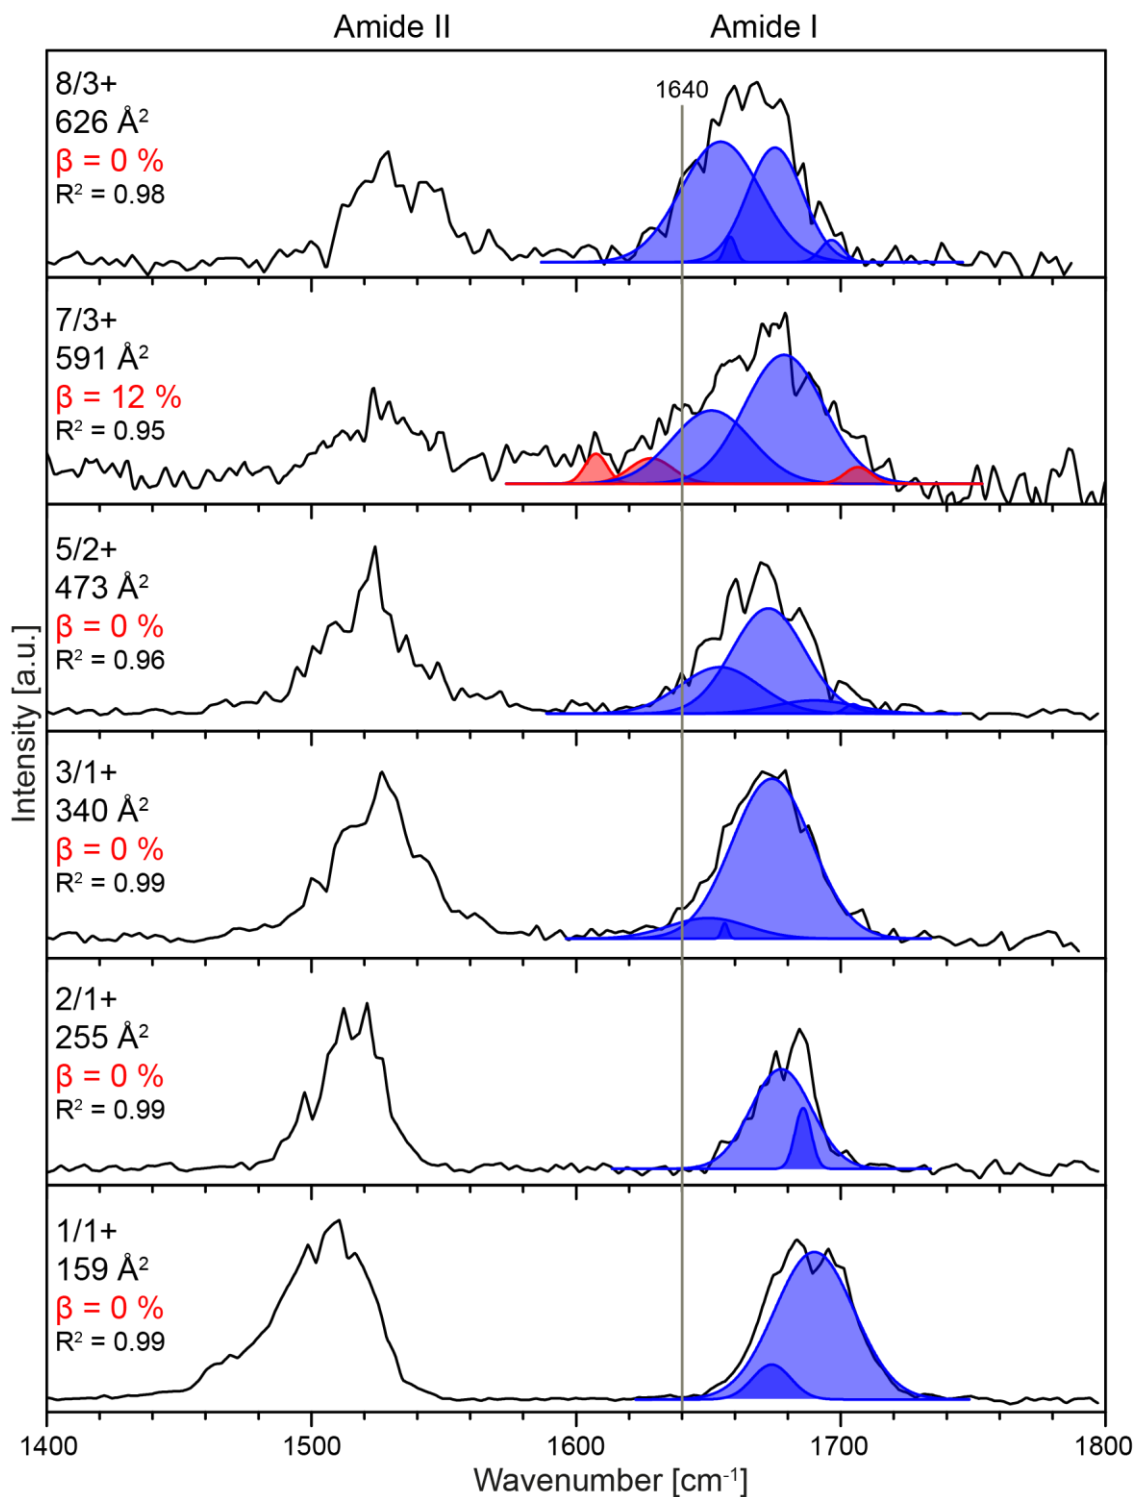 Amide II Amide I
8/3+
626 Å²
β = 0 %
R² = 0.98
1640
7/3+
591 Å²
β = 12 %
R² = 0.95
5/2+
473 Å²
β = 0 %
R² = 0.96
3/1+
340 Å²
β = 0 %
R² = 0.99
2/1+
255 Å²
β = 0 %
R² = 0.99
1/1+
159 Å²
β = 0 %
R² = 0.99
Intensity [a.u.]
1400 1500 1600 1700 1800
Wavenumber [cm⁻¹]